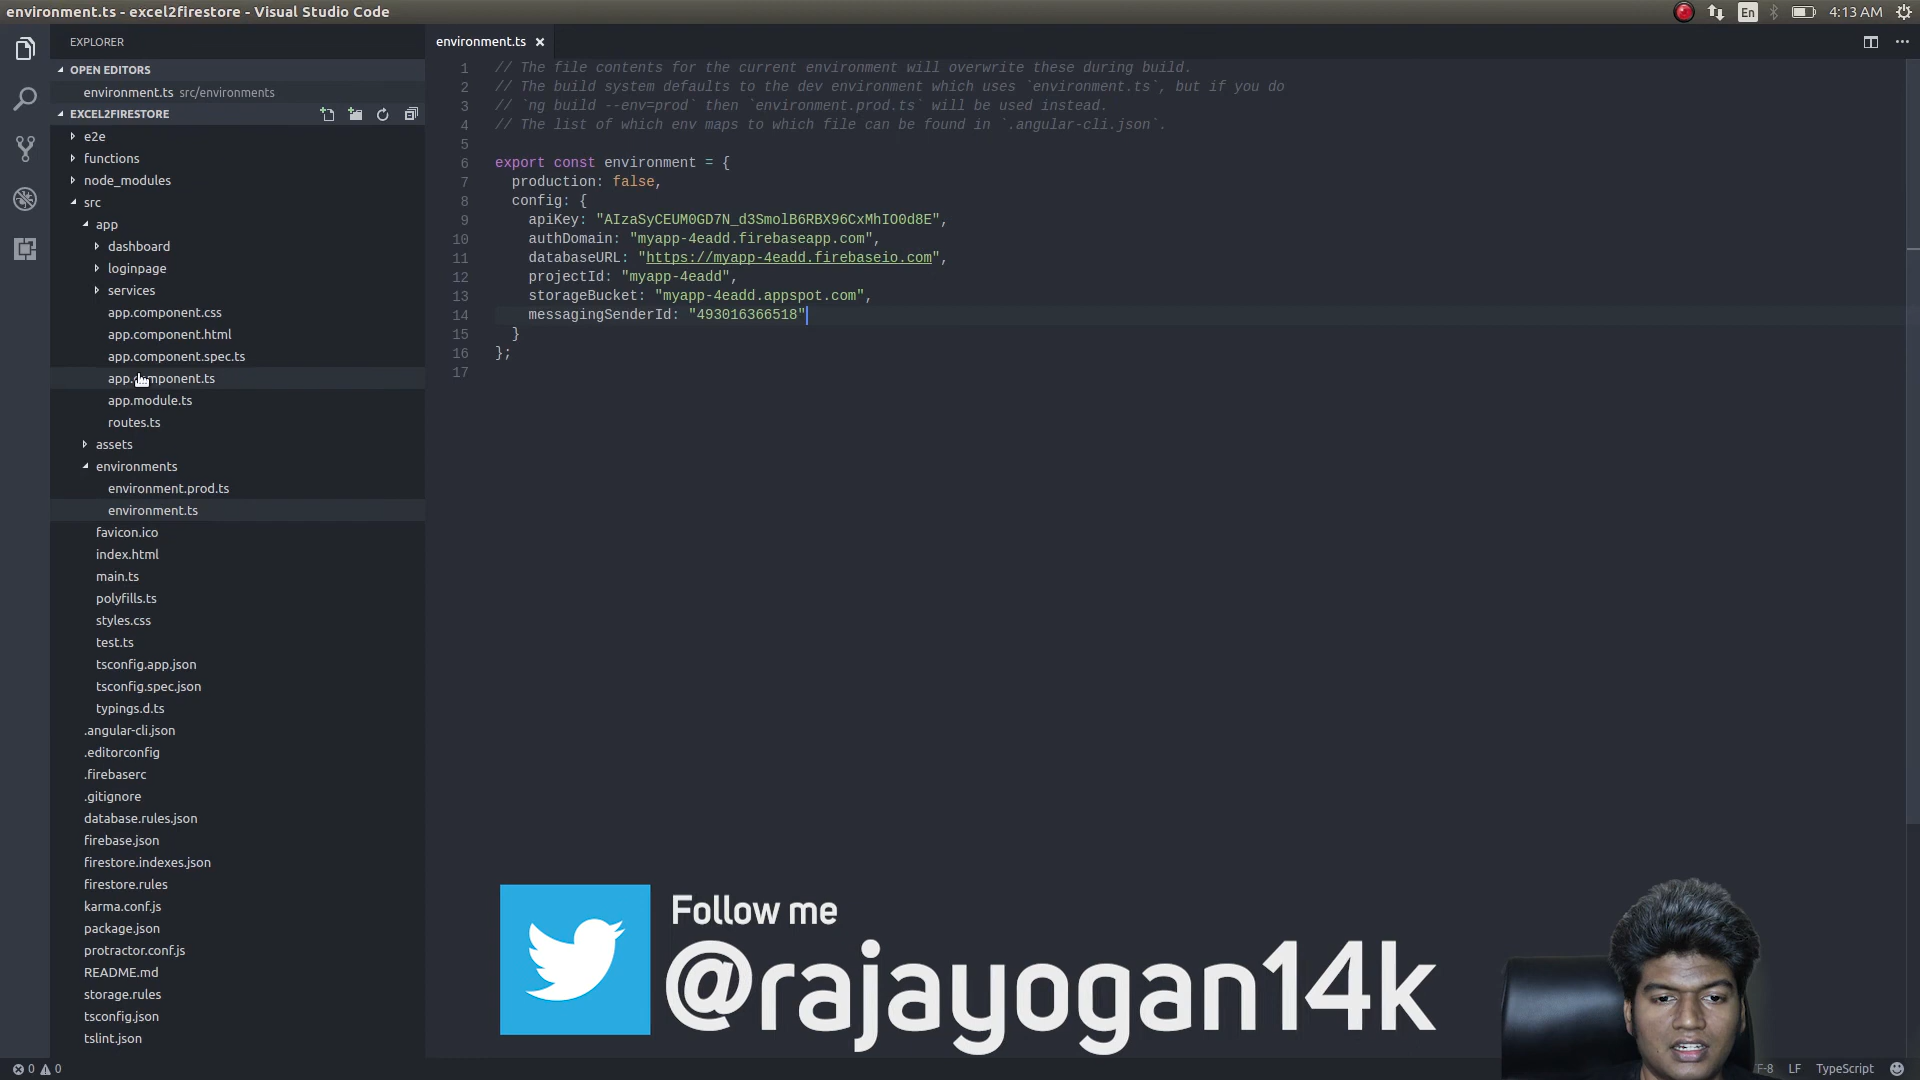 environment.ts - excel2firestore - Visual Studio Code
En
4:13 AM
EXPLORER
OPEN EDITORS
environment.ts src/environments
EXCEL2FIRESTORE
e2e
functions
node_modules
src
app
dashboard
loginpage
services
app.component.css
app.component.html
app.component.spec.ts
app.component.ts
app.module.ts
routes.ts
assets
environments
environment.prod.ts
environment.ts
favicon.ico
index.html
main.ts
polyfills.ts
styles.css
test.ts
tsconfig.app.json
tsconfig.spec.json
typings.d.ts
.angular-cli.json
.editorconfig
.firebaserc
.gitignore
database.rules.json
firebase.json
firestore.indexes.json
firestore.rules
karma.conf.js
package.json
protractor.conf.js
README.md
storage.rules
tsconfig.json
tslint.json
environment.ts
1 // The file contents for the current environment will overwrite these during build.
2 // The build system defaults to the dev environment which uses `environment.ts`, but if you do
3 // `ng build --env=prod` then `environment.prod.ts` will be used instead.
4 // The list of which env maps to which file can be found in `.angular-cli.json`.
5
6 export const environment = {
7 production: false,
8 config: {
9 apiKey: "AIzaSyCEUM0GD7N_d3SmolB6RBX96CxMhIO0d8E",
10 authDomain: "myapp-4eadd.firebaseapp.com",
11 databaseURL: "https://myapp-4eadd.firebaseio.com",
12 projectId: "myapp-4eadd",
13 storageBucket: "myapp-4eadd.appspot.com",
14 messagingSenderId: "493016366518"
15 }
16 };
17
Follow me
@rajayogan14k
0 0
F-8 LF TypeScript